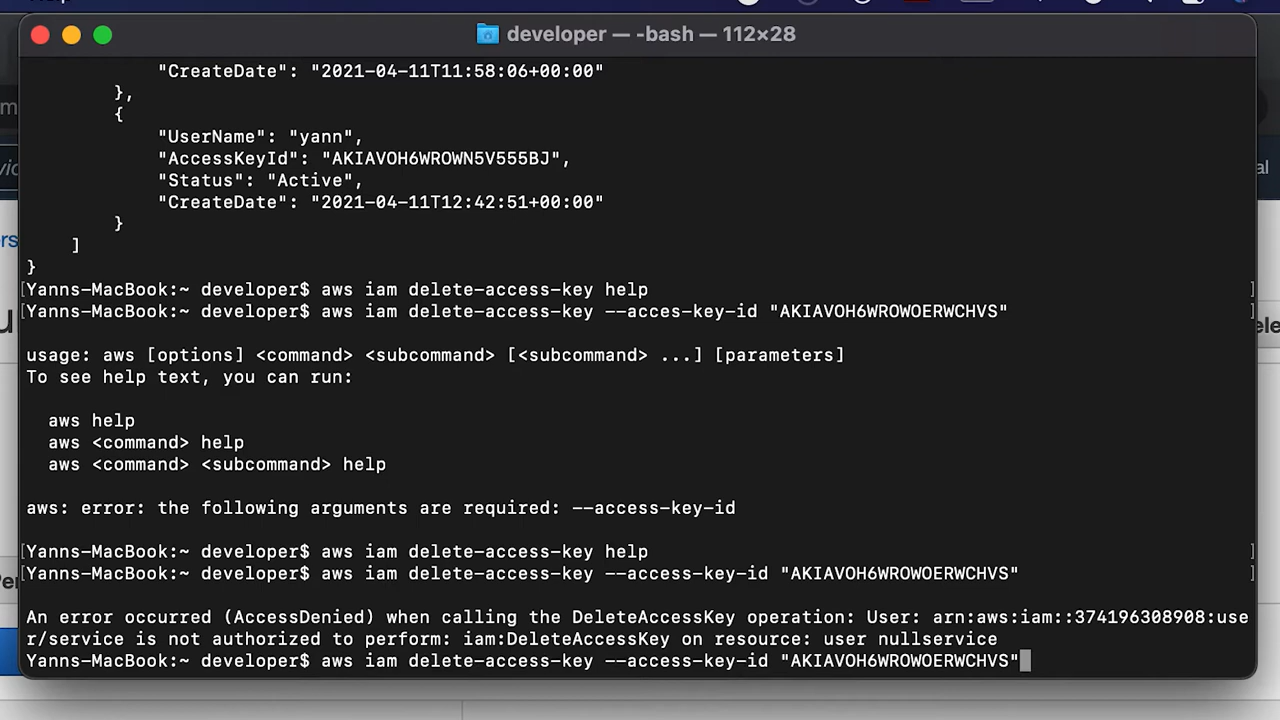 developer — -bash — 112×28
"CreateDate": "2021-04-11T11:58:06+00:00"
},
{
"UserName": "yann",
"AccessKeyId": "AKIAVOH6WROWN5V555BJ",
"Status": "Active",
"CreateDate": "2021-04-11T12:42:51+00:00"
}
]
}
[Yanns-MacBook:~ developer$ aws iam delete-access-key help ]
[Yanns-MacBook:~ developer$ aws iam delete-access-key --acces-key-id "AKIAVOH6WROWOERWCHVS" ]
usage: aws [options] <command> <subcommand> [<subcommand> ...] [parameters]
To see help text, you can run:
aws help
aws <command> help
aws <command> <subcommand> help
aws: error: the following arguments are required: --access-key-id
[Yanns-MacBook:~ developer$ aws iam delete-access-key help ]
[Yanns-MacBook:~ developer$ aws iam delete-access-key --access-key-id "AKIAVOH6WROWOERWCHVS" ]
An error occurred (AccessDenied) when calling the DeleteAccessKey operation: User: arn:aws:iam::374196308908:use
r/service is not authorized to perform: iam:DeleteAccessKey on resource: user nullservice
Yanns-MacBook:~ developer$ aws iam delete-access-key --access-key-id "AKIAVOH6WROWOERWCHVS"